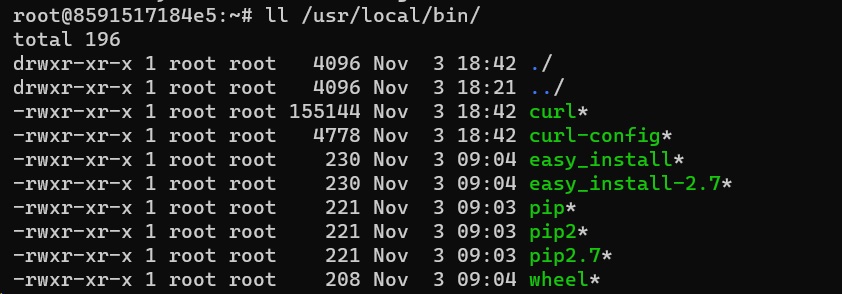 root@8591517184e5:~# ll /usr/local/bin/
total 196
drwxr-xr-x 1 root root   4096 Nov  3 18:42 ./
drwxr-xr-x 1 root root   4096 Nov  3 18:21 ../
-rwxr-xr-x 1 root root 155144 Nov  3 18:42 curl*
-rwxr-xr-x 1 root root   4778 Nov  3 18:42 curl-config*
-rwxr-xr-x 1 root root    230 Nov  3 09:04 easy_install*
-rwxr-xr-x 1 root root    230 Nov  3 09:04 easy_install-2.7*
-rwxr-xr-x 1 root root    221 Nov  3 09:03 pip*
-rwxr-xr-x 1 root root    221 Nov  3 09:03 pip2*
-rwxr-xr-x 1 root root    221 Nov  3 09:03 pip2.7*
-rwxr-xr-x 1 root root    208 Nov  3 09:04 wheel*